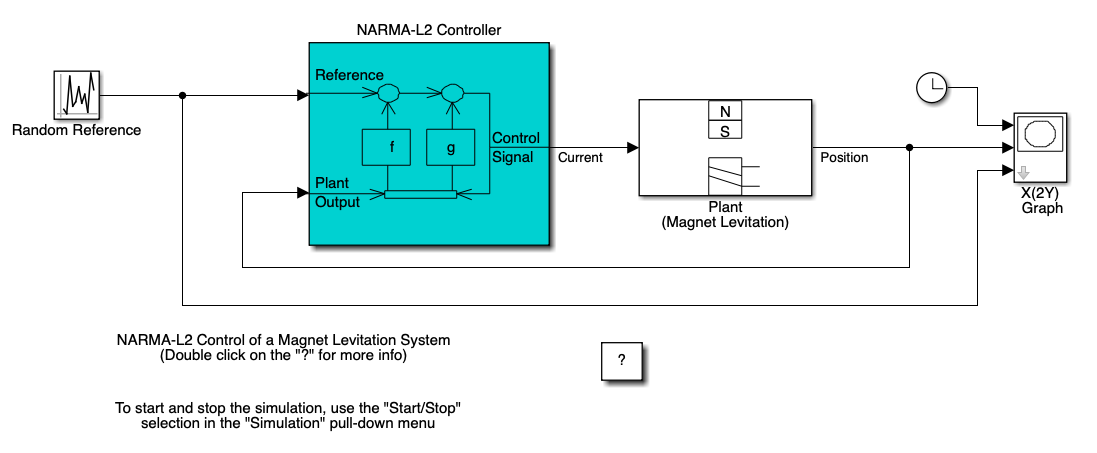 NARMA-L2 Controller
Reference
Random Reference
f
g
Control
Signal
Plant
Output
Current
N
S
Plant
(Magnet Levitation)
Position
X(2Y)
Graph
NARMA-L2 Control of a Magnet Levitation System
(Double click on the "?" for more info)
?
To start and stop the simulation, use the "Start/Stop"
selection in the "Simulation" pull-down menu